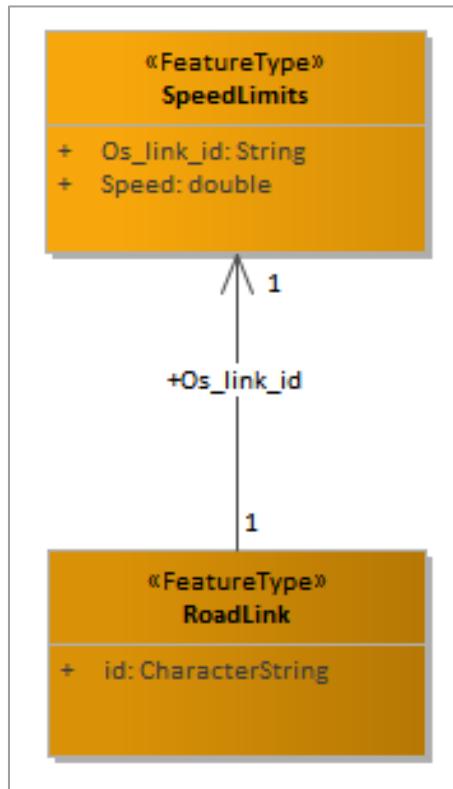 «FeatureType»
SpeedLimits
+ Os_link_id: String
+ Speed: double
1
+Os_link_id
1
«FeatureType»
RoadLink
+ id: CharacterString